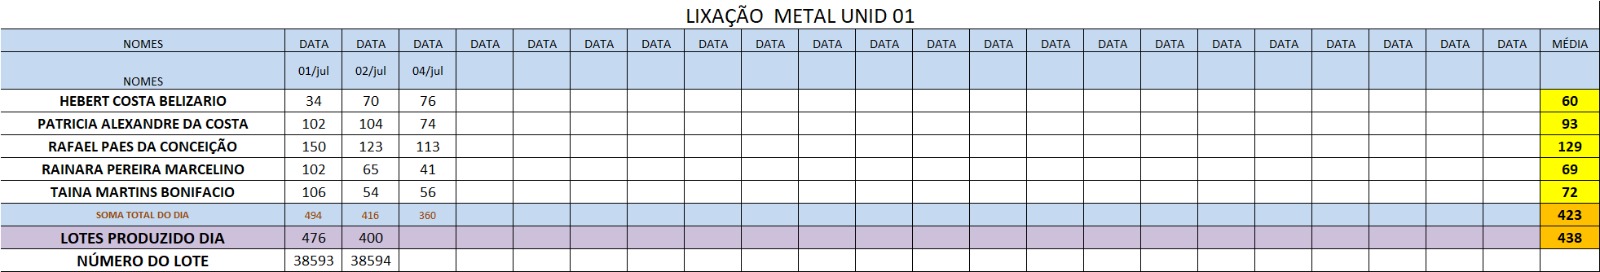 LIXAÇÃO  METAL UNID 01
NOMES DATA DATA DATA DATA DATA DATA DATA DATA DATA DATA DATA DATA DATA DATA DATA DATA DATA DATA DATA DATA DATA DATA MÉDIA
NOMES 01/jul 02/jul 04/jul
HEBERT COSTA BELIZARIO 34 70 76 60
PATRICIA ALEXANDRE DA COSTA 102 104 74 93
RAFAEL PAES DA CONCEIÇÃO 150 123 113 129
RAINARA PEREIRA MARCELINO 102 65 41 69
TAINA MARTINS BONIFACIO 106 54 56 72
SOMA TOTAL DO DIA 494 416 360 423
LOTES PRODUZIDO DIA 476 400 438
NÚMERO DO LOTE 38593 38594